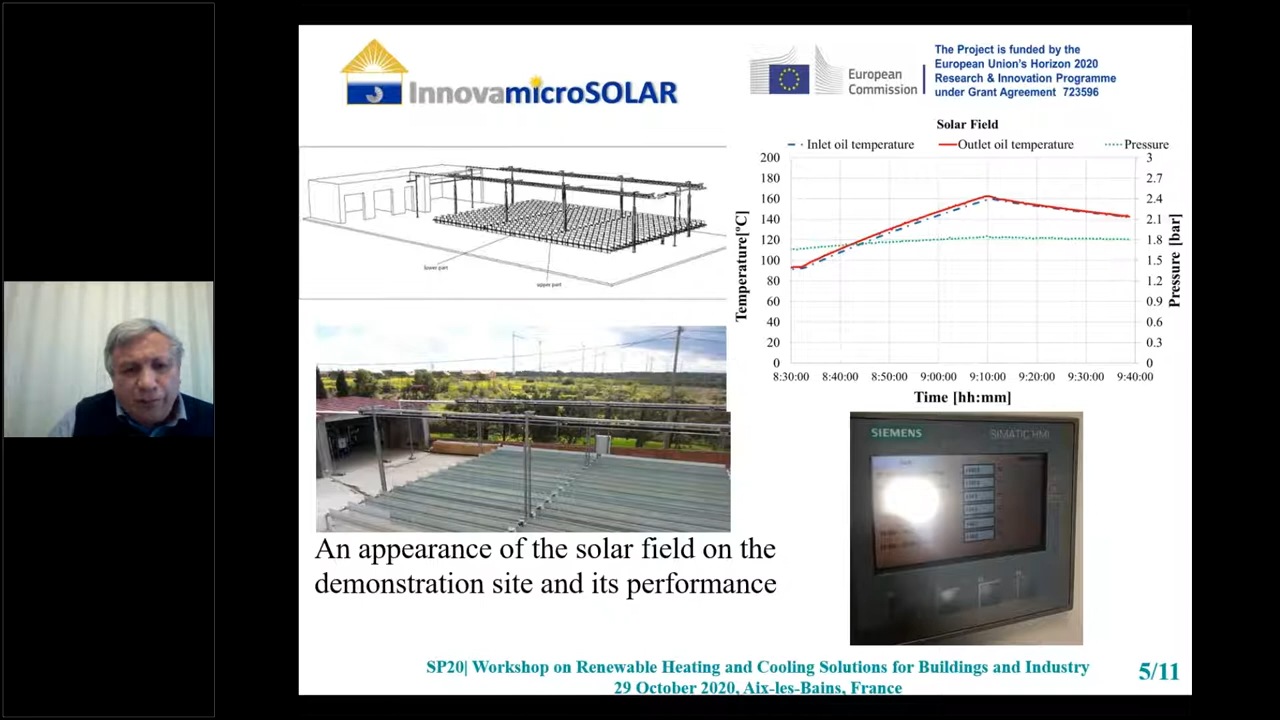 InnovamicroSOLAR
European
Commission
The Project is funded by the
European Union's Horizon 2020
Research & Innovation Programme
under Grant Agreement 723596
Solar Field
Inlet oil temperature
Outlet oil temperature
Pressure
200
180
160
140
120
100
80
60
40
20
0
Temperature[°C]
3
2.7
2.4
2.1
1.8
1.5
1.2
0.9
0.6
0.3
0
Pressure [bar]
8:30:00 8:40:00 8:50:00 9:00:00 9:10:00 9:20:00 9:30:00 9:40:00
Time [hh:mm]
lower part
upper part
SIEMENS
SIMATIC HMI
An appearance of the solar field on the
demonstration site and its performance
SP20| Workshop on Renewable Heating and Cooling Solutions for Buildings and Industry
29 October 2020, Aix-les-Bains, France
5/11